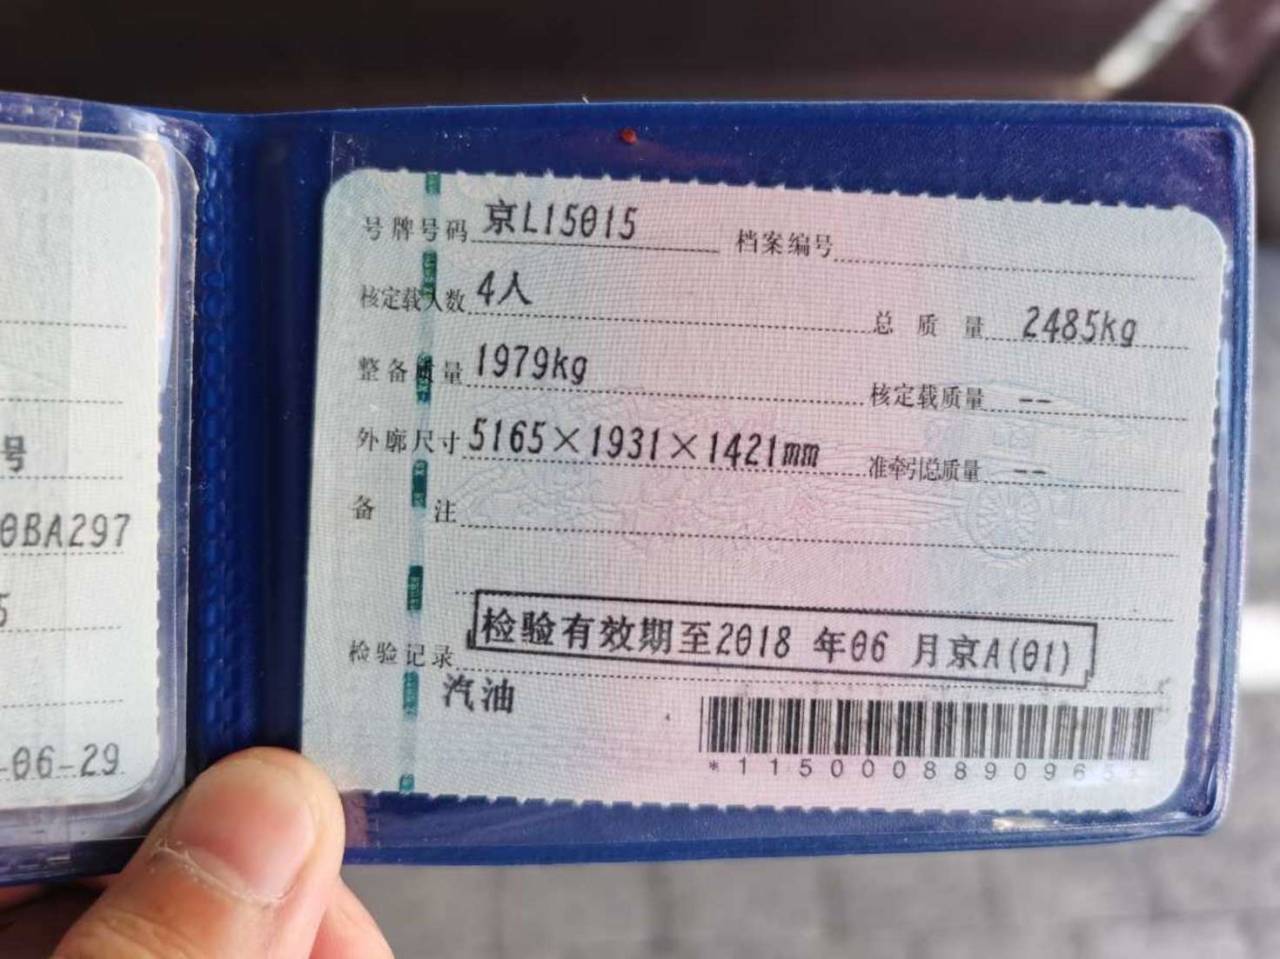 号
0BA297
5
-06-29
号牌号码 京L15015 档案编号
核定载人数 4人 总质量 2485kg
整备质量 1979kg 核定载质量 --
外廓尺寸 5165×1931×1421mm 准牵引总质量 --
备注
检验记录 检验有效期至2018 年06 月京A(01)
汽油
*1150008890965*